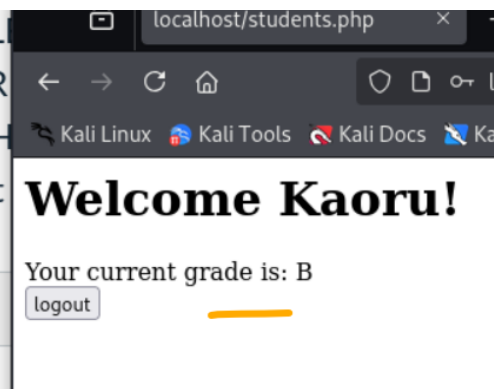 localhost/students.php
Kali Linux Kali Tools Kali Docs Ka
Welcome Kaoru!
Your current grade is: B
logout